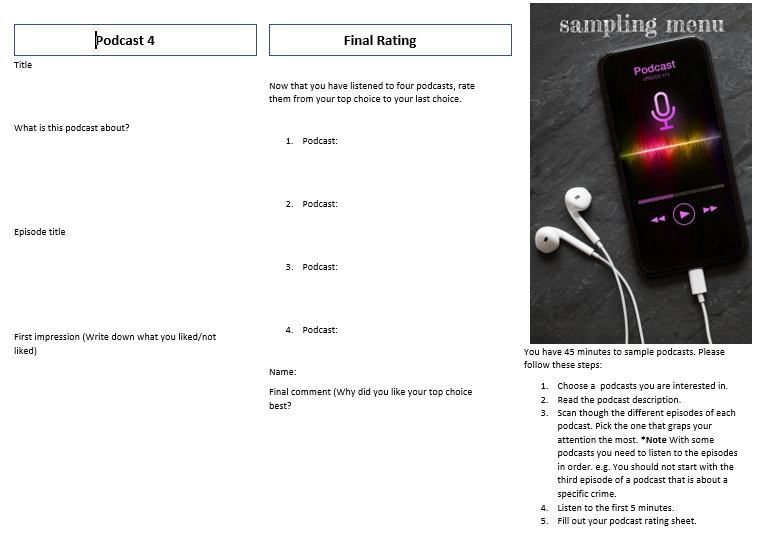 Podcast 4
Title
What is this podcast about?
Episode title
First impression (Write down what you liked/not
liked)
Final Rating
Now that you have listened to four podcasts, rate
them from your top choice to your last choice.
1. Podcast:
2. Podcast:
3. Podcast:
4. Podcast:
Name:
Final comment (Why did you like your top choice
best?
sampling menu
Podcast
You have 45 minutes to sample podcasts. Please
follow these steps:
1. Choose a  podcasts you are interested in.
2. Read the podcast description.
3. Scan though the different episodes of each
podcast. Pick the one that graps your
attention the most. *Note With some
podcasts you need to listen to the episodes
in order. e.g. You should not start with the
third episode of a podcast that is about a
specific crime.
4. Listen to the first 5 minutes.
5. Fill out your podcast rating sheet.